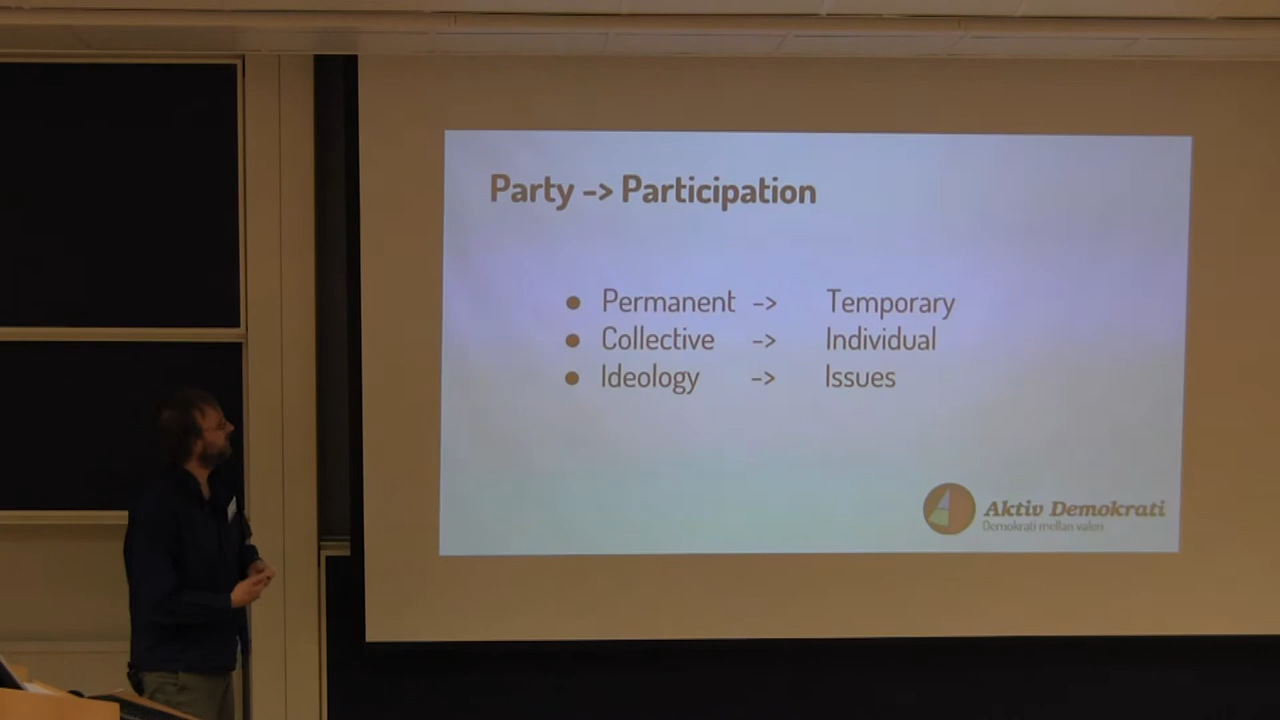 Party -> Participation
● Permanent -> Temporary
● Collective -> Individual
● Ideology -> Issues
Aktiv Demokrati
Demokrati mellan valen